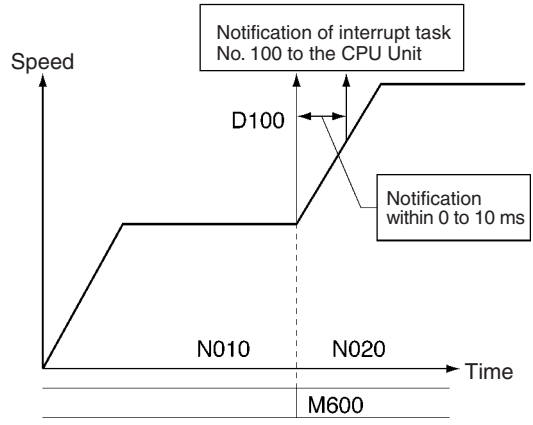 Notification of interrupt task
No. 100 to the CPU Unit
Speed
D100
Notification
within 0 to 10 ms
N010
N020
Time
M600